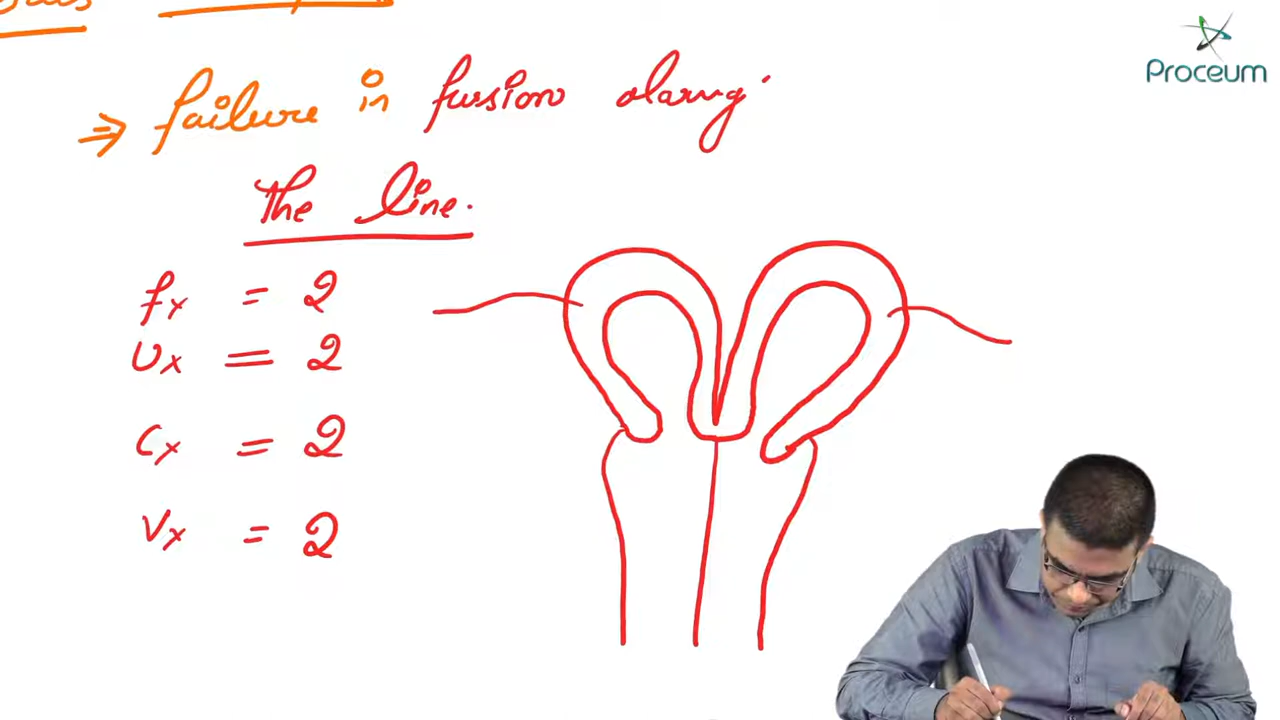 Proceum
⇒ failure in fusion along
the line.
fx = 2
Ux = 2
Cx = 2
Vx = 2